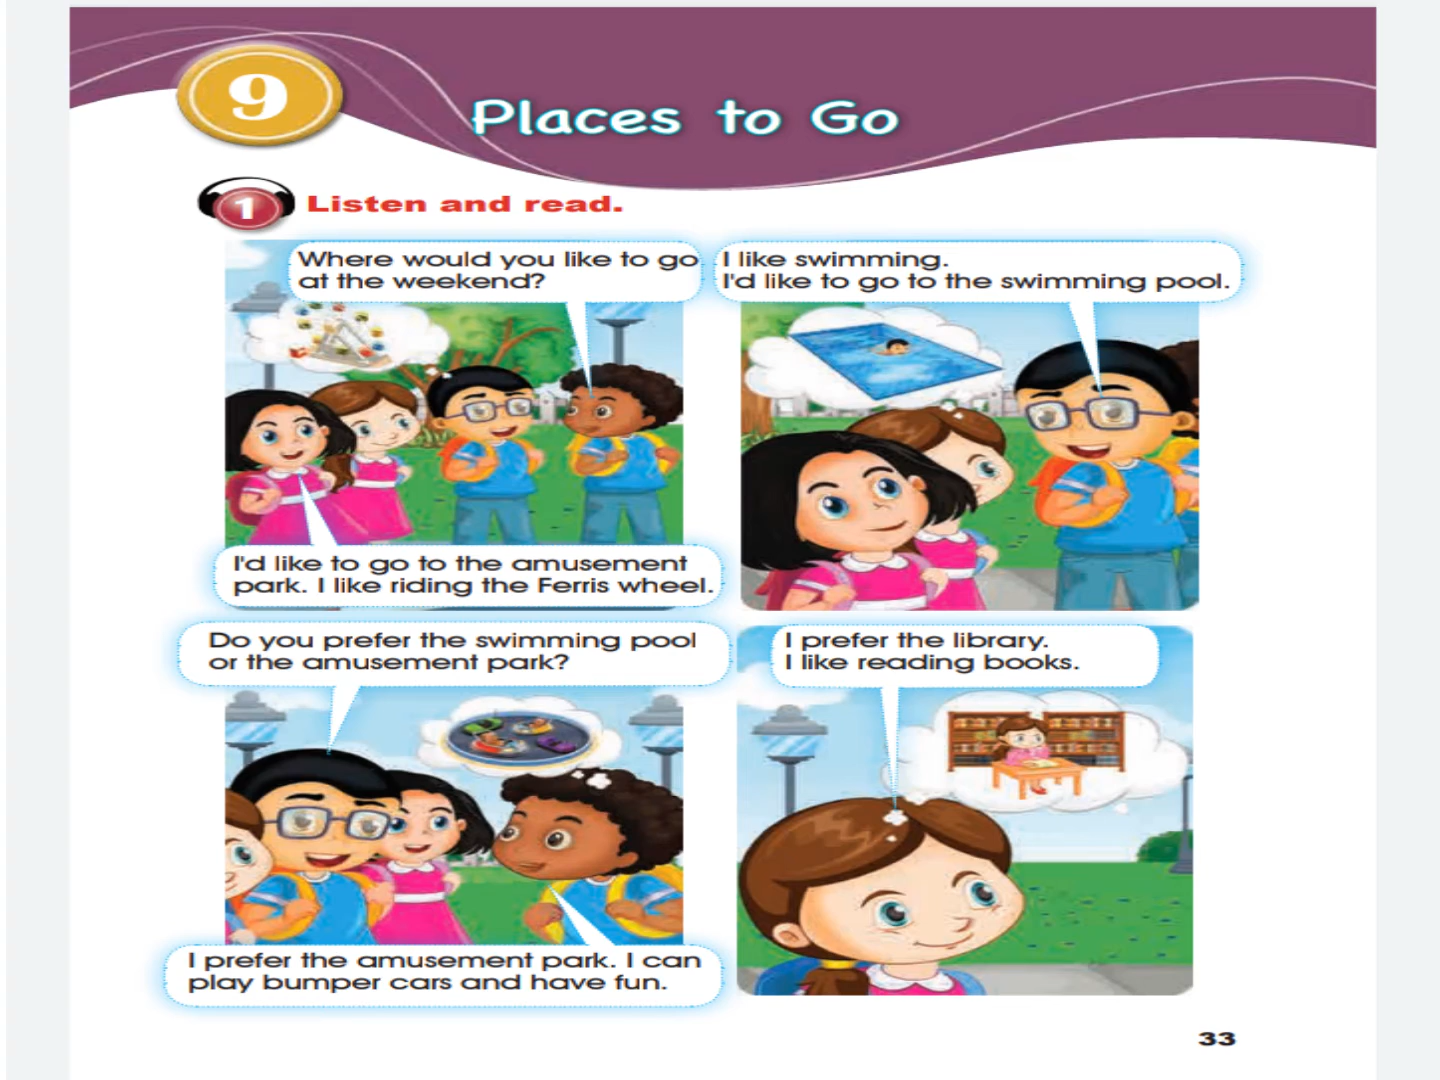 9
Places to Go
1
Listen and read.
Where would you like to go
at the weekend?
I'd like to go to the amusement
park. I like riding the Ferris wheel.
I like swimming.
I'd like to go to the swimming pool.
Do you prefer the swimming pool
or the amusement park?
I prefer the amusement park. I can
play bumper cars and have fun.
I prefer the library.
I like reading books.
33